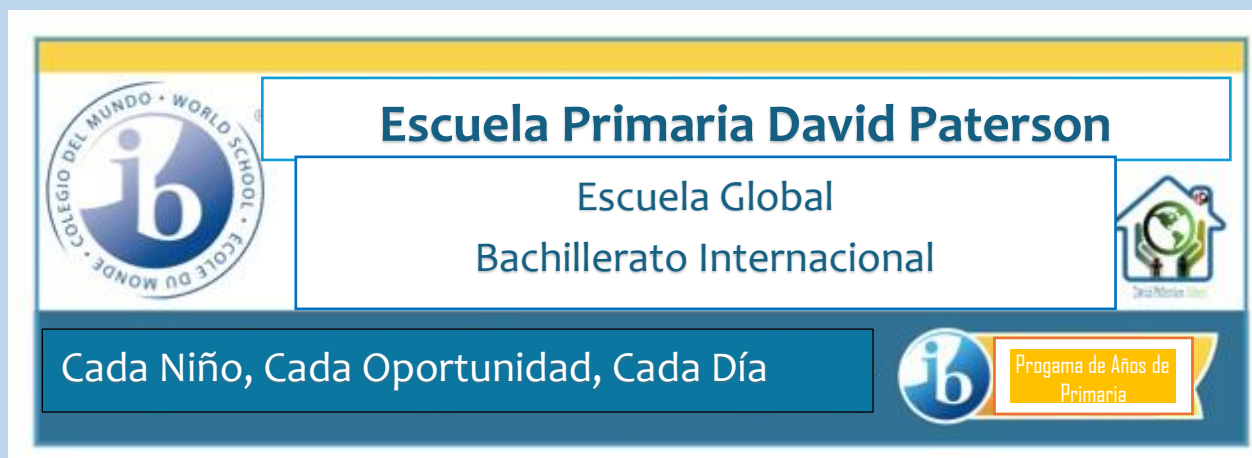 Escuela Primaria David Paterson
Escuela Global
Bachillerato Internacional
COLEGIO DEL MUNDO · WORLD SCHOOL · ÉCOLE DU MONDE ·
ib
®
Cada Niño, Cada Oportunidad, Cada Día
ib
Progama de Años de
Primaria